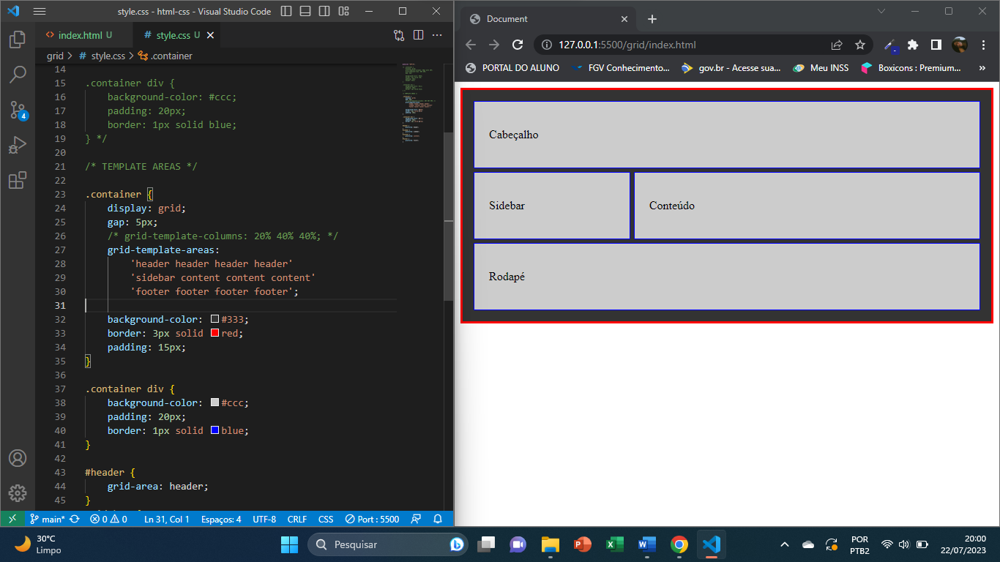 style.css - html-css - Visual Studio Code
index.html U
style.css U
grid > style.css > .container
14
15 .container div {
16 background-color: #ccc;
17 padding: 20px;
18 border: 1px solid blue;
19 } */
20
21 /* TEMPLATE AREAS */
22
23 .container {
24 display: grid;
25 gap: 5px;
26 /* grid-template-columns: 20% 40% 40%; */
27 grid-template-areas:
28 'header header header header'
29 'sidebar content content content'
30 'footer footer footer footer';
31
32 background-color: #333;
33 border: 3px solid red;
34 padding: 15px;
35 }
36
37 .container div {
38 background-color: #ccc;
39 padding: 20px;
40 border: 1px solid blue;
41 }
42
43 #header {
44 grid-area: header;
45 }
4
main* 0 0 Ln 31, Col 1 Espaços: 4 UTF-8 CRLF CSS Port : 5500
Document
127.0.0.1:5500/grid/index.html
PORTAL DO ALUNO FGV Conhecimento... gov.br - Acesse sua... Meu INSS Boxicons : Premium... »
Cabeçalho
Sidebar Conteúdo
Rodapé
30°C
Limpo
Pesquisar
POR
PTB2
20:00
22/07/2023